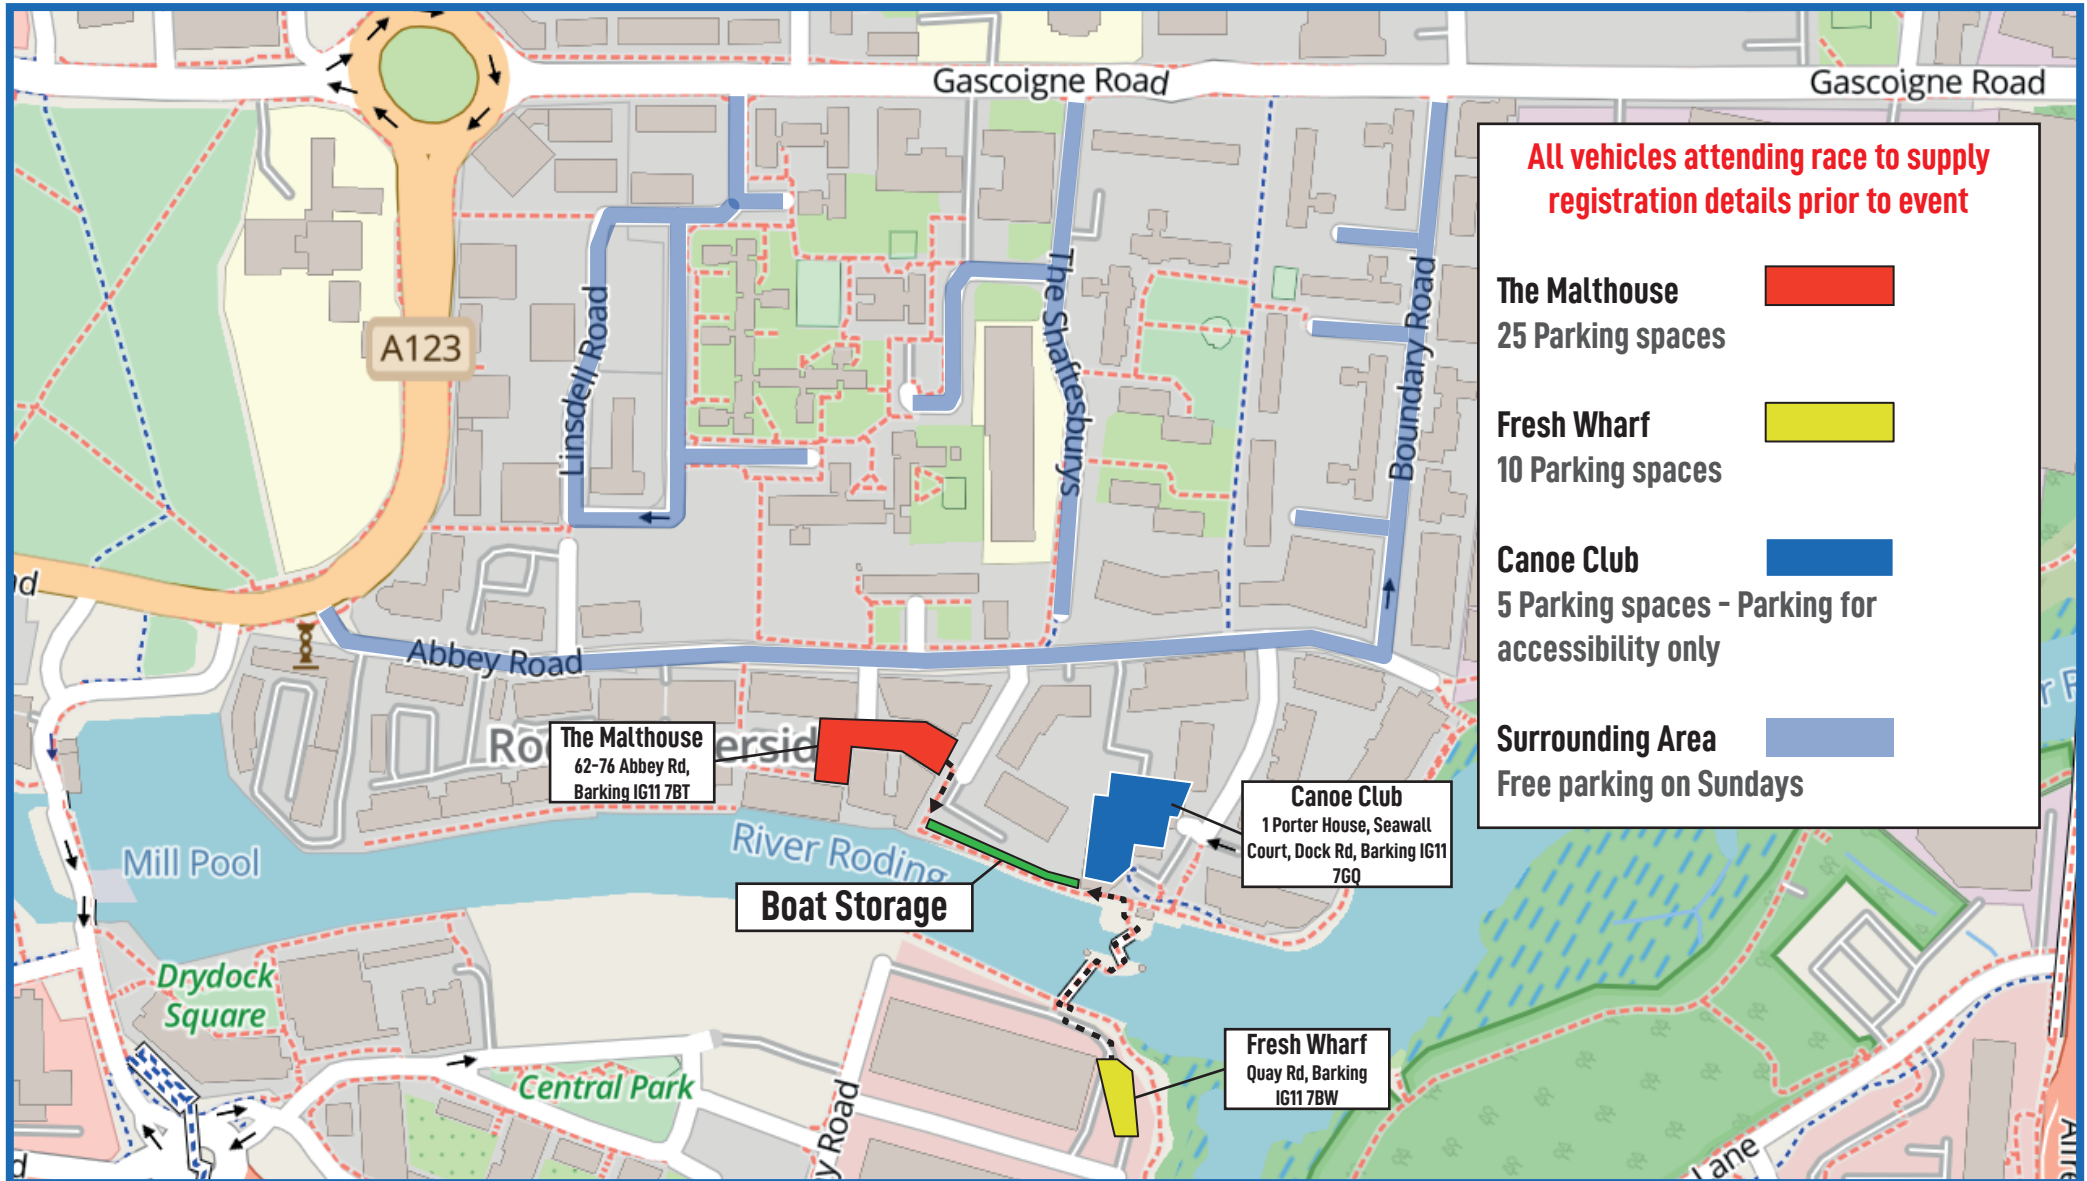 Gascoigne Road
Gascoigne Road
All vehicles attending race to supply
registration details prior to event
The Malthouse
25 Parking spaces
Fresh Wharf
10 Parking spaces
Canoe Club
5 Parking spaces - Parking for
accessibility only
Surrounding Area
Free parking on Sundays
A123
Linsdell Road
The Shaftesburys
Boundary Road
Abbey Road
The Malthouse
62-76 Abbey Rd,
Barking IG11 7BT
Canoe Club
1 Porter House, Seawall
Court, Dock Rd, Barking IG11
7GQ
Mill Pool
River Roding
Boat Storage
Drydock
Square
Fresh Wharf
Quay Rd, Barking
IG11 7BW
Central Park
y Road
Lane